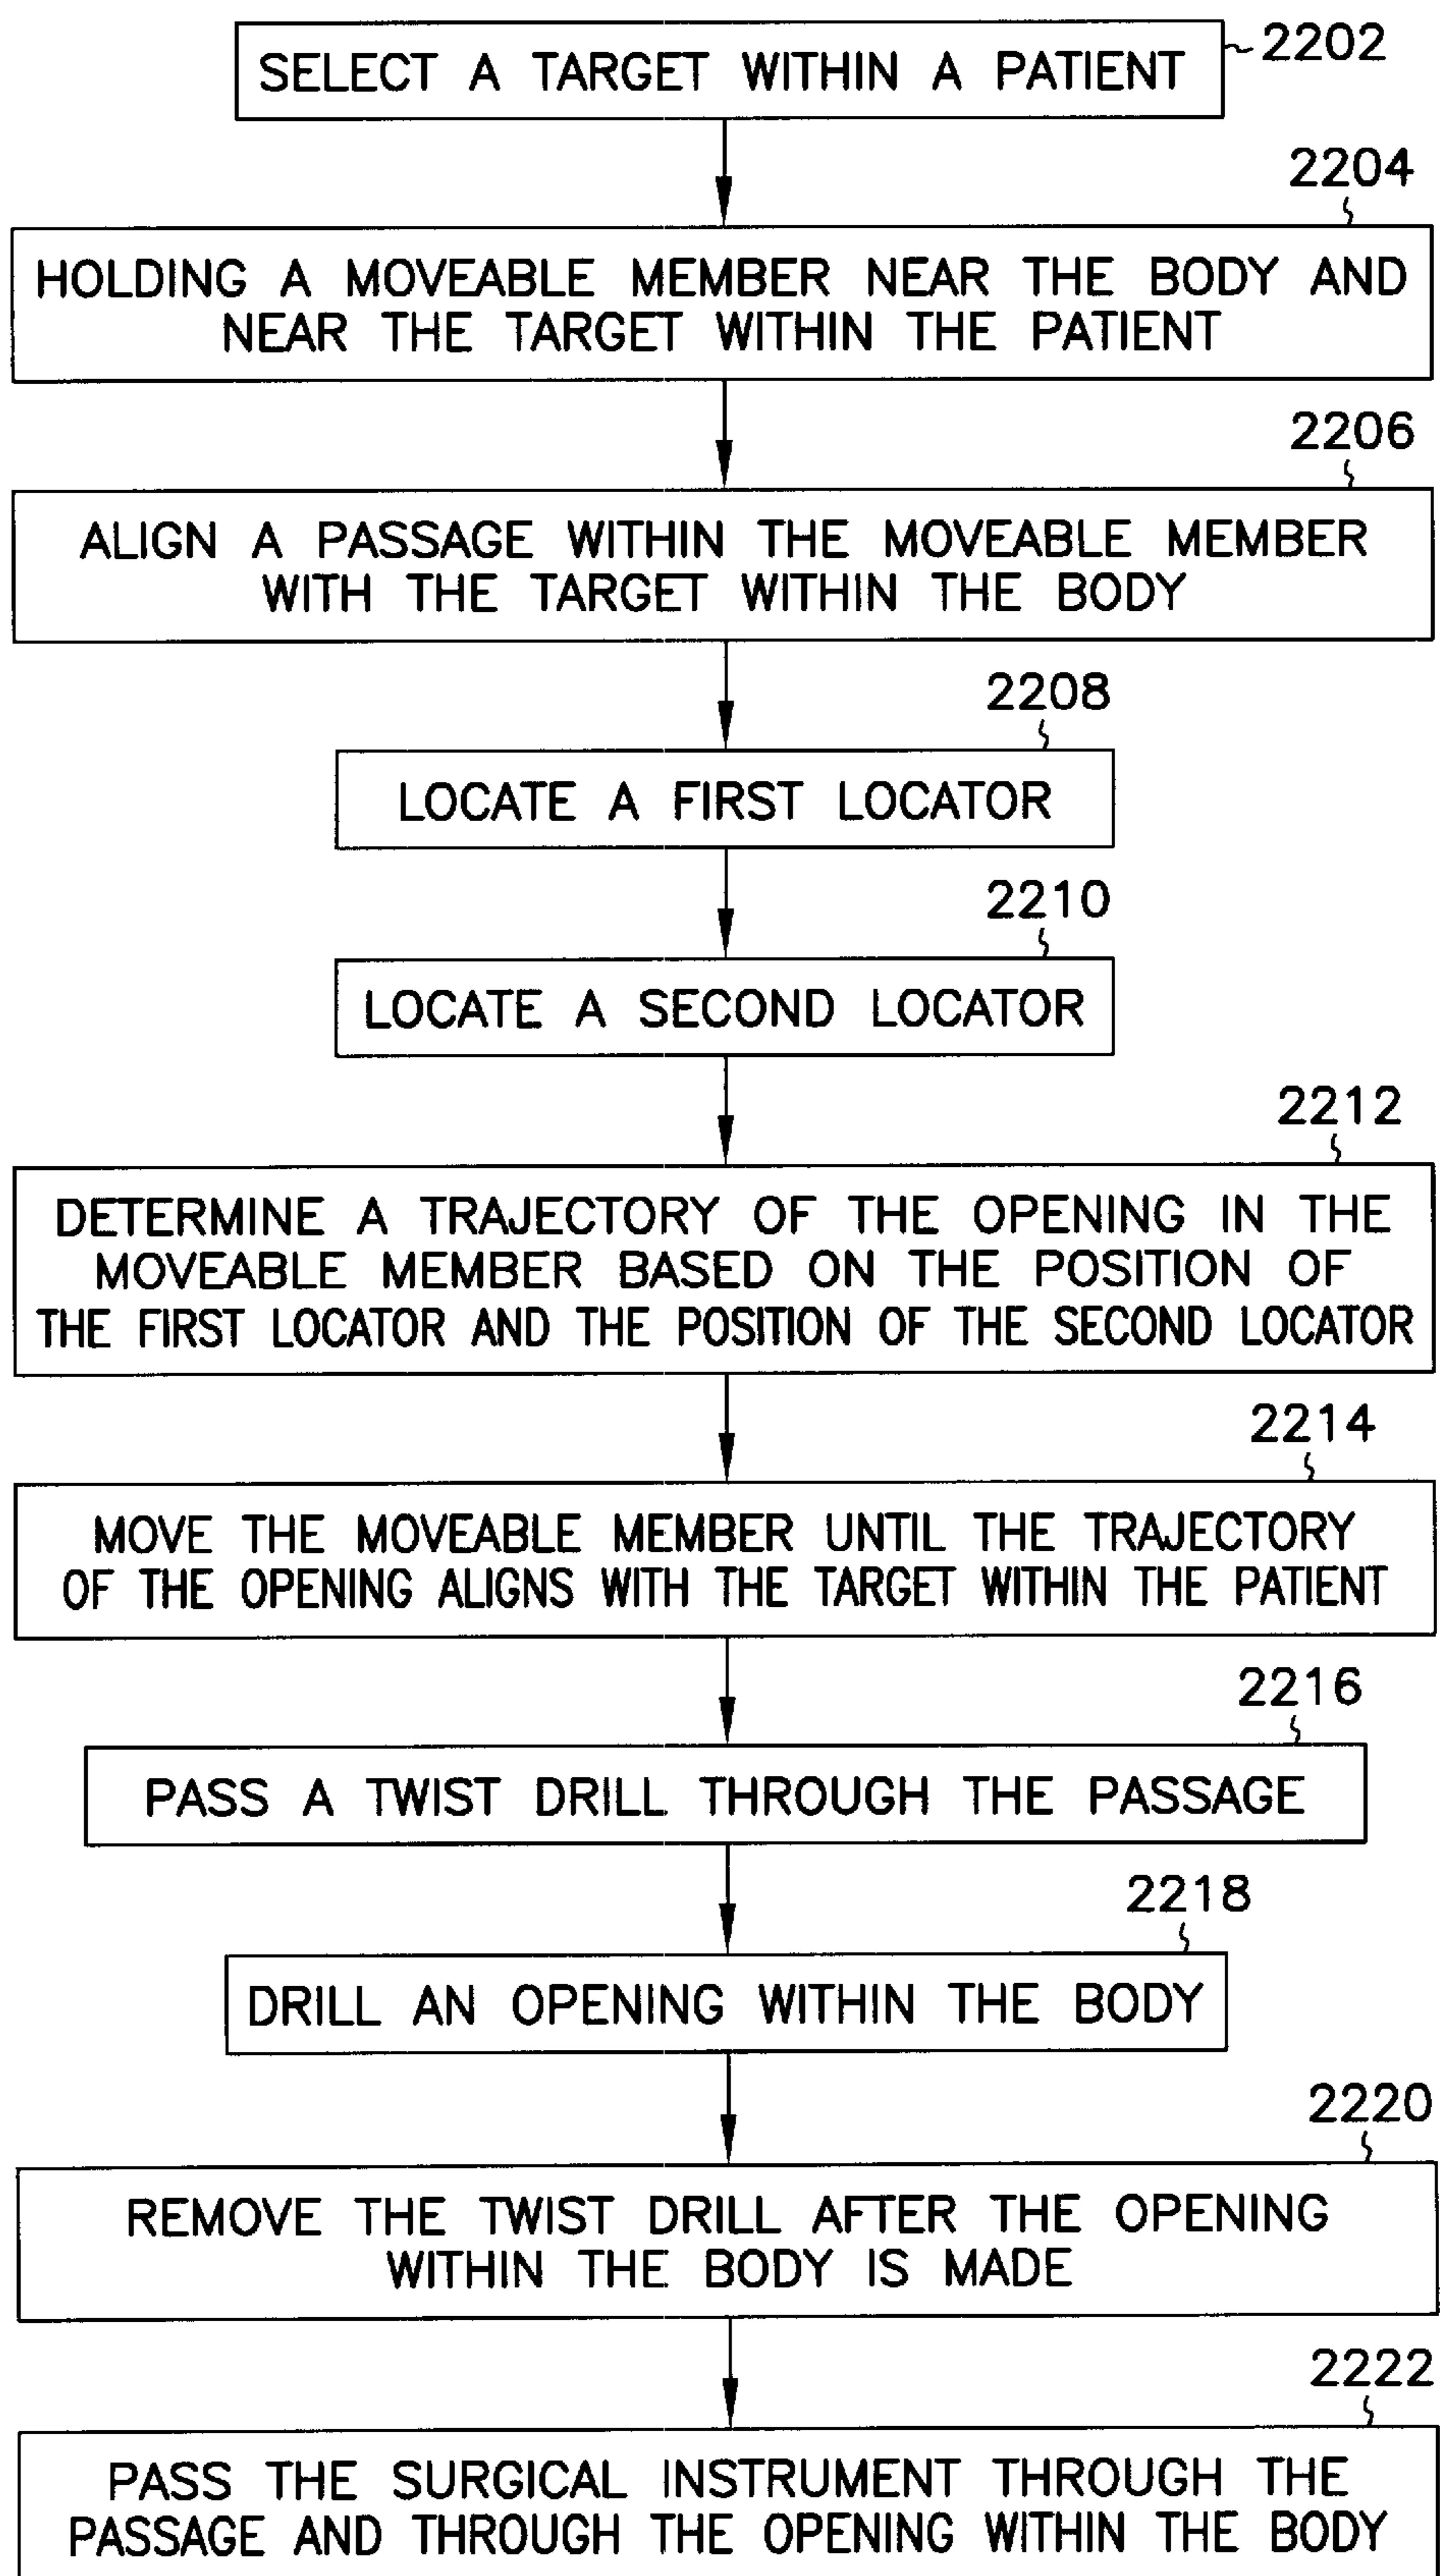 SELECT A TARGET WITHIN A PATIENT
2202
2204
HOLDING A MOVEABLE MEMBER NEAR THE BODY AND
NEAR THE TARGET WITHIN THE PATIENT
2206
ALIGN A PASSAGE WITHIN THE MOVEABLE MEMBER
WITH THE TARGET WITHIN THE BODY
2208
LOCATE A FIRST LOCATOR
2210
LOCATE A SECOND LOCATOR
2212
DETERMINE A TRAJECTORY OF THE OPENING IN THE
MOVEABLE MEMBER BASED ON THE POSITION OF
THE FIRST LOCATOR AND THE POSITION OF THE SECOND LOCATOR
2214
MOVE THE MOVEABLE MEMBER UNTIL THE TRAJECTORY
OF THE OPENING ALIGNS WITH THE TARGET WITHIN THE PATIENT
2216
PASS A TWIST DRILL THROUGH THE PASSAGE
2218
DRILL AN OPENING WITHIN THE BODY
2220
REMOVE THE TWIST DRILL AFTER THE OPENING
WITHIN THE BODY IS MADE
2222
PASS THE SURGICAL INSTRUMENT THROUGH THE
PASSAGE AND THROUGH THE OPENING WITHIN THE BODY